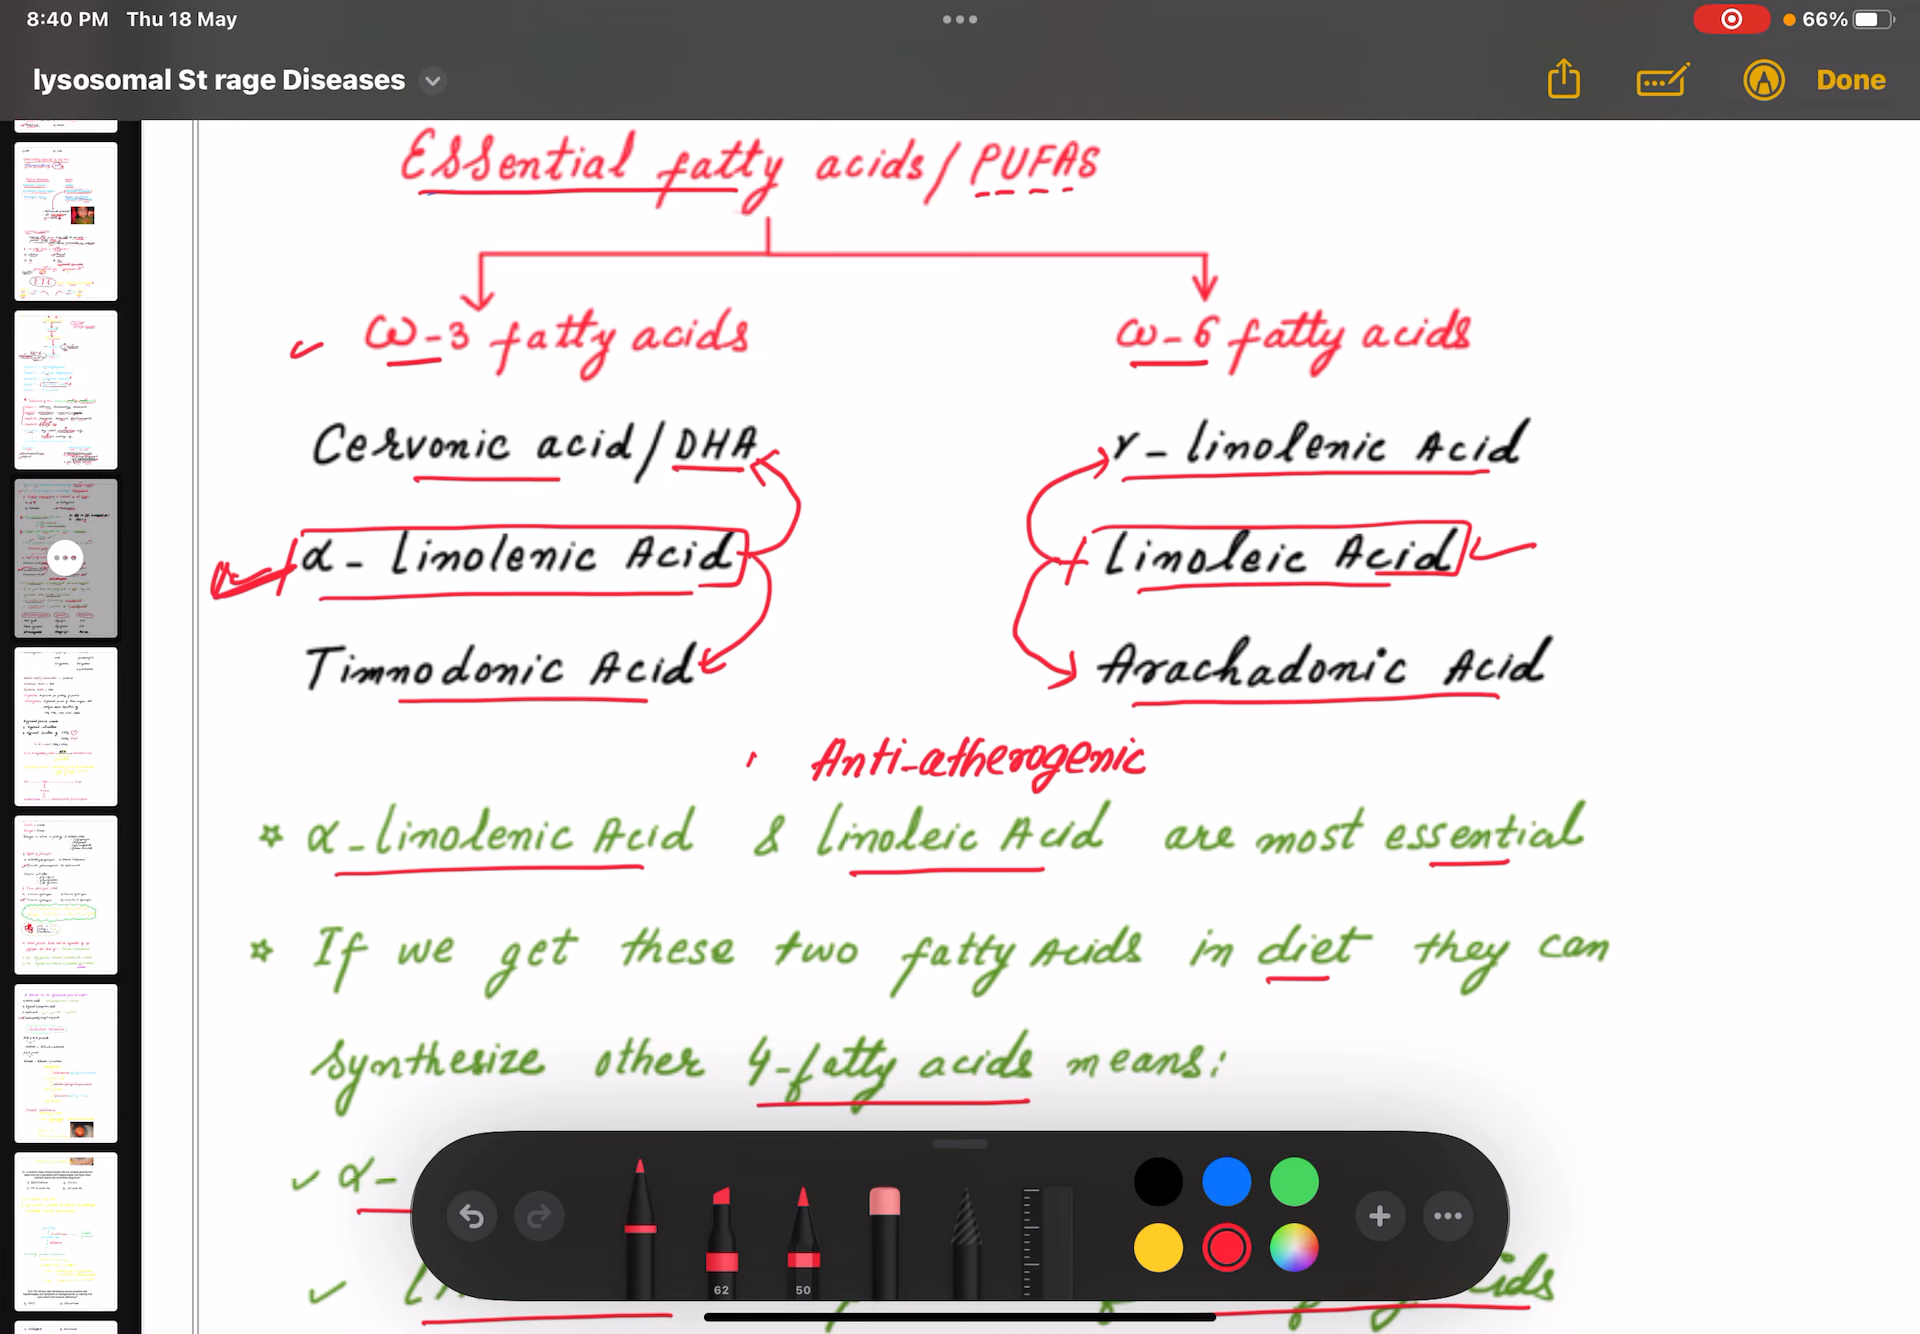 8:40 PM Thu 18 May
66%
lysosomal St rage Diseases
Done
Essential fatty acids / PUFAS
ω-3 fatty acids
ω-6 fatty acids
Cervonic acid / DHA
γ - linolenic Acid
α - linolenic Acid
Linoleic Acid
Timnodonic Acid
Arachadonic Acid
Anti-atherogenic
☆ α-linolenic Acid & linoleic Acid are most essential
☆ If we get these two fatty Acids in diet they can
synthesize other 4-fatty acids means:
✓ α-
62
50